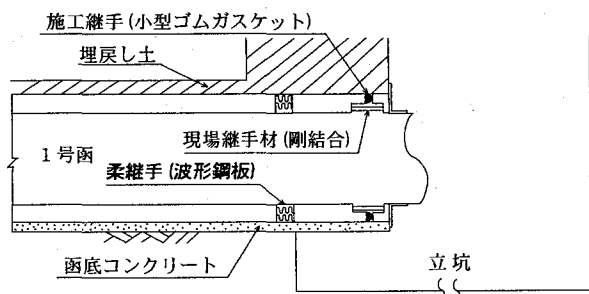 施工継手(小型ゴムガスケット)
埋戻し土
現場継手材(剛結合)
1号函
柔継手(波形鋼板)
函底コンクリート
立坑